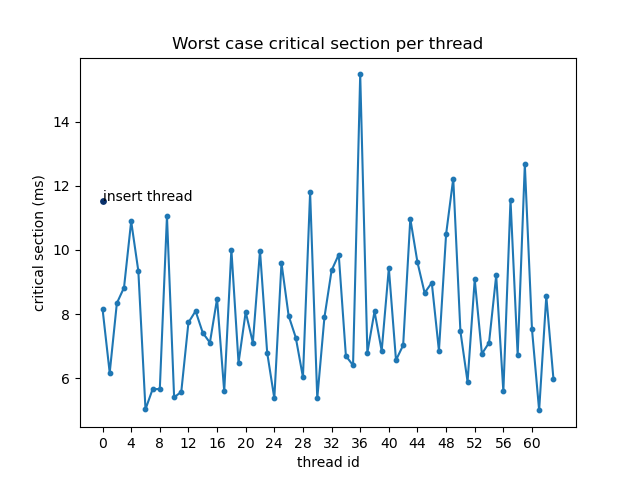 Worst case critical section per thread
critical section (ms)
14
12
10
8
6
insert thread
0 4 8 12 16 20 24 28 32 36 40 44 48 52 56 60
thread id